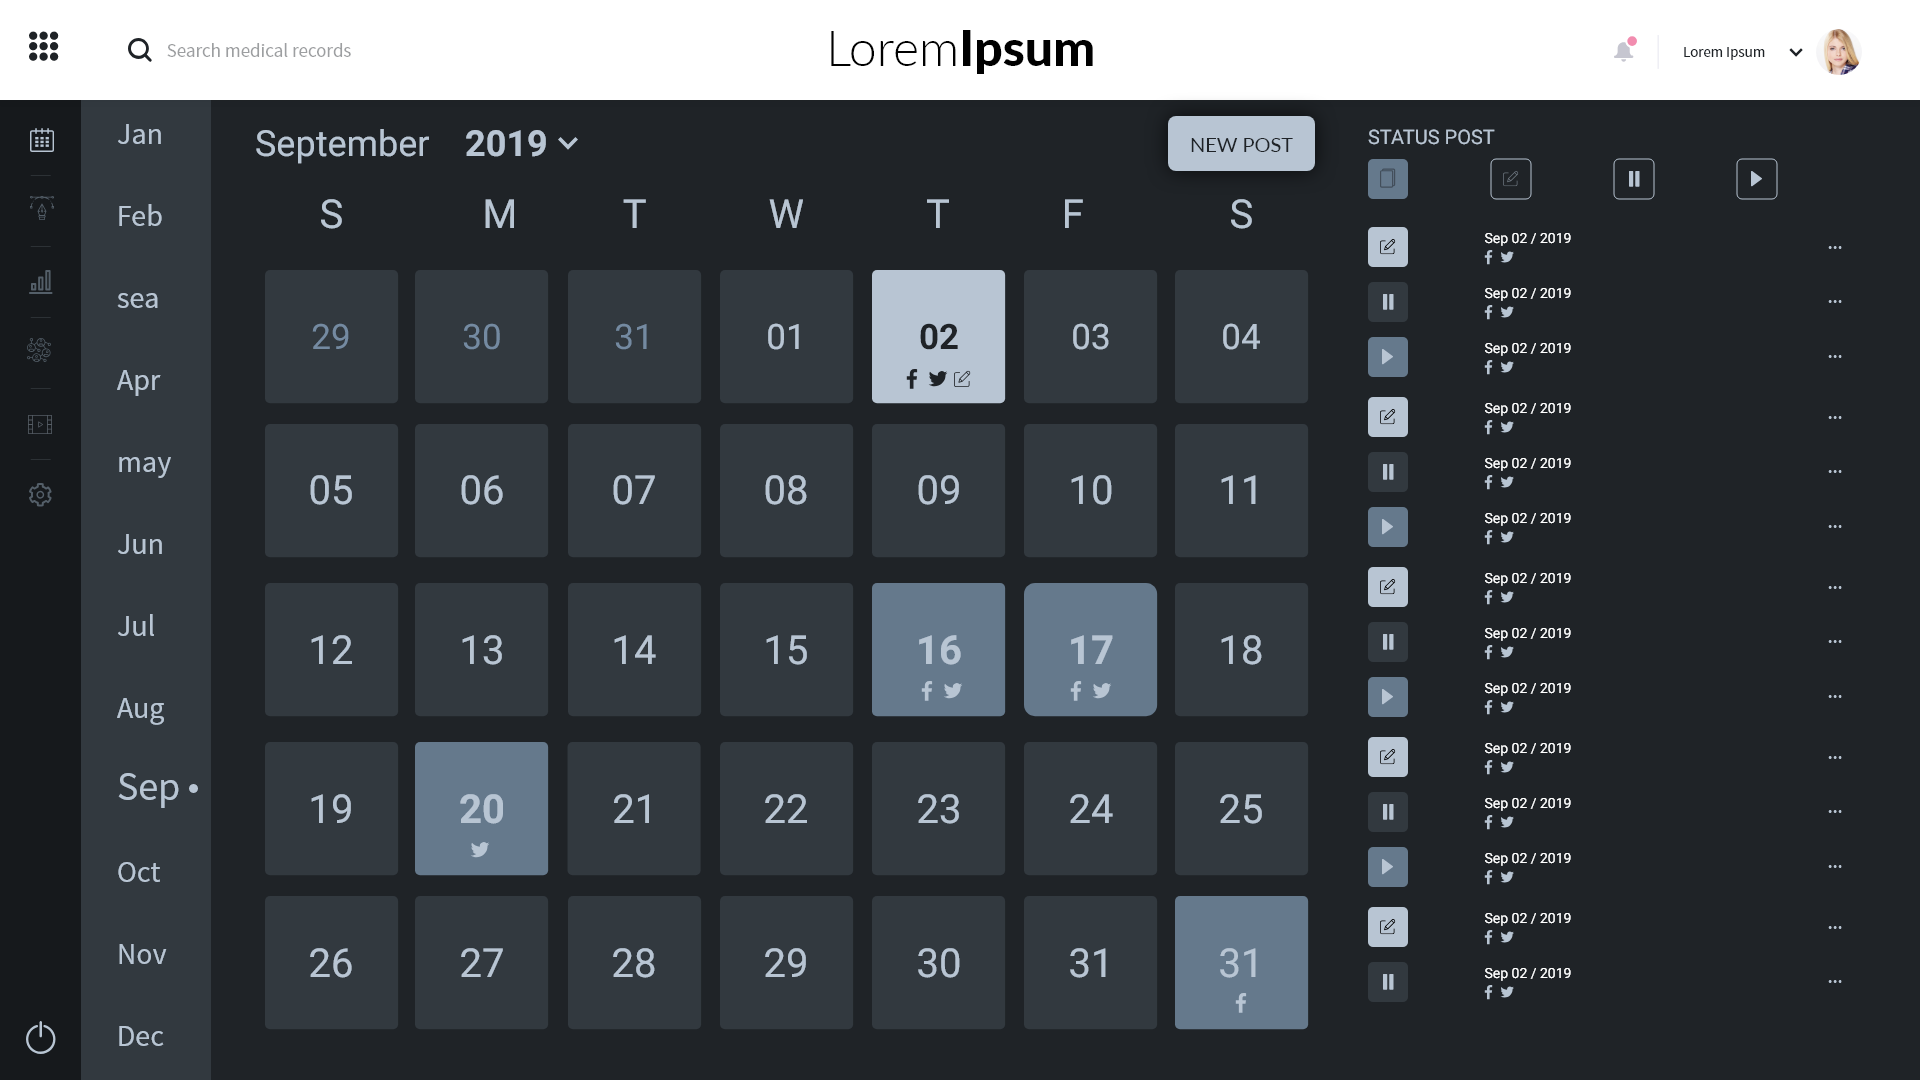 Search medical records
LoremIpsum
Lorem Ipsum
Jan
Feb
sea
Apr
may
Jun
Jul
Aug
Sep •
Oct
Nov
Dec
September 2019
NEW POST
S M T W T F S
29 30 31 01 02 03 04
05 06 07 08 09 10 11
12 13 14 15 16 17 18
19 20 21 22 23 24 25
26 27 28 29 30 31 31
STATUS POST
Sep 02 / 2019
Sep 02 / 2019
Sep 02 / 2019
Sep 02 / 2019
Sep 02 / 2019
Sep 02 / 2019
Sep 02 / 2019
Sep 02 / 2019
Sep 02 / 2019
Sep 02 / 2019
Sep 02 / 2019
Sep 02 / 2019
Sep 02 / 2019
Sep 02 / 2019